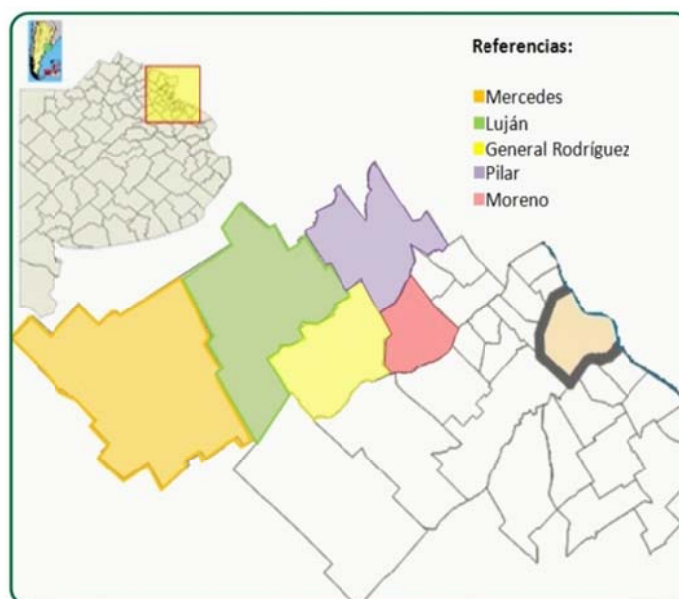 Referencias:
Mercedes
Luján
General Rodríguez
Pilar
Moreno